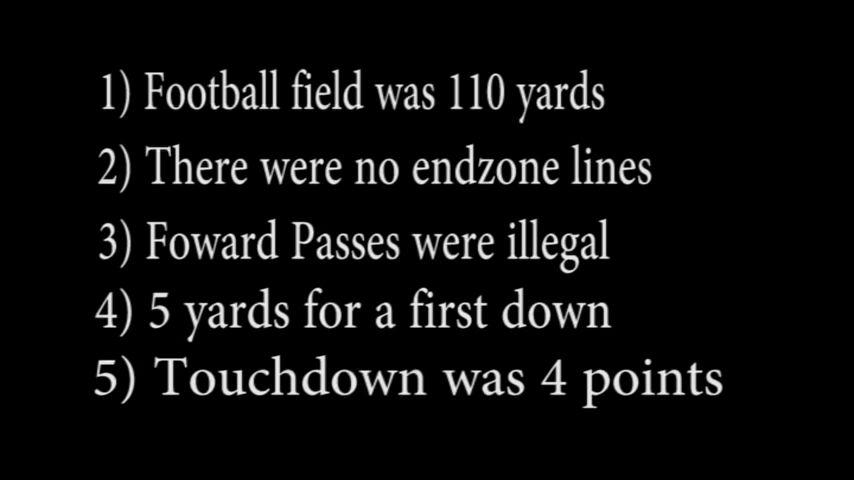 1) Football field was 110 yards
2) There were no endzone lines
3) Foward Passes were illegal
4) 5 yards for a first down
5) Touchdown was 4 points